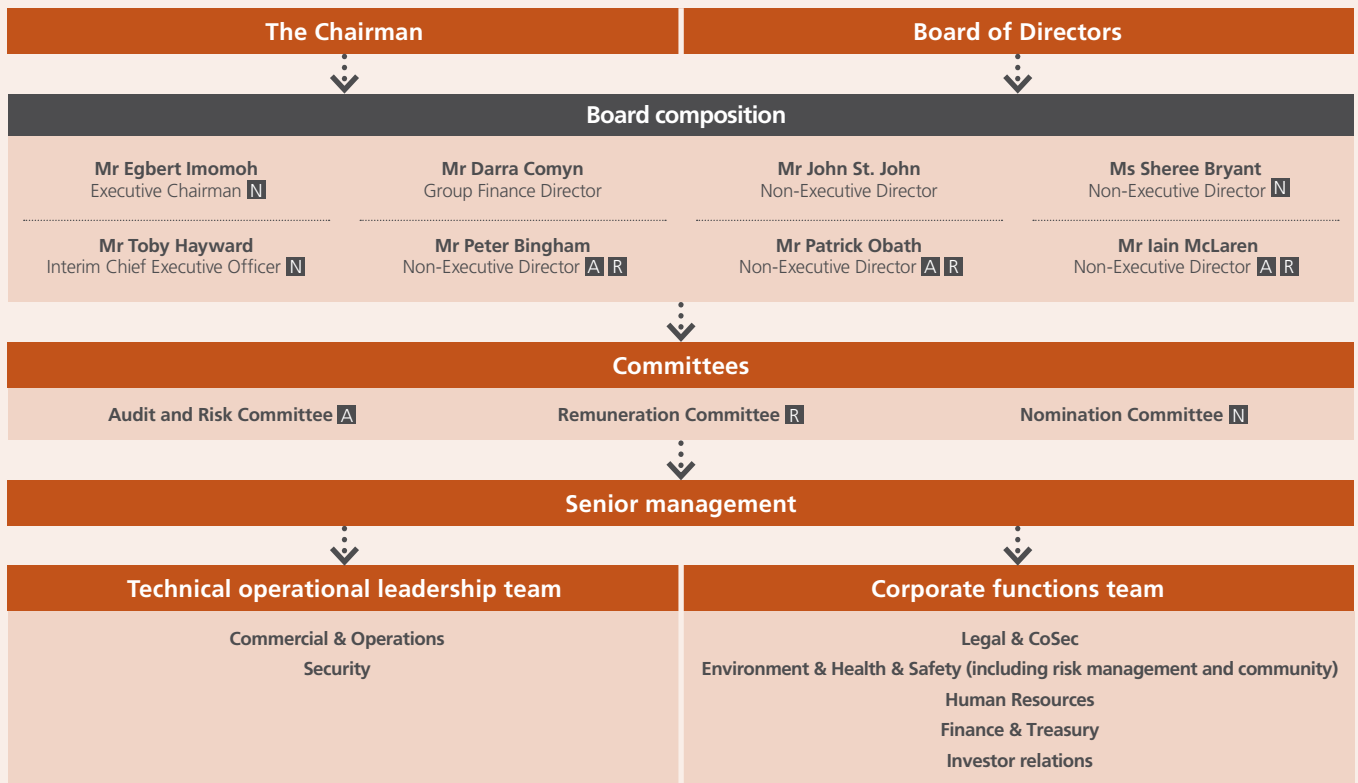 The Chairman
Board of Directors
Board composition
Mr Egbert Imomoh
Executive Chairman N
Mr Darra Comyn
Group Finance Director
Mr John St. John
Non-Executive Director
Ms Sheree Bryant
Non-Executive Director N
Mr Toby Hayward
Interim Chief Executive Officer N
Mr Peter Bingham
Non-Executive Director A R
Mr Patrick Obath
Non-Executive Director A R
Mr Iain McLaren
Non-Executive Director A R
Committees
Audit and Risk Committee A
Remuneration Committee R
Nomination Committee N
Senior management
Technical operational leadership team
Commercial & Operations
Security
Corporate functions team
Legal & CoSec
Environment & Health & Safety (including risk management and community)
Human Resources
Finance & Treasury
Investor relations